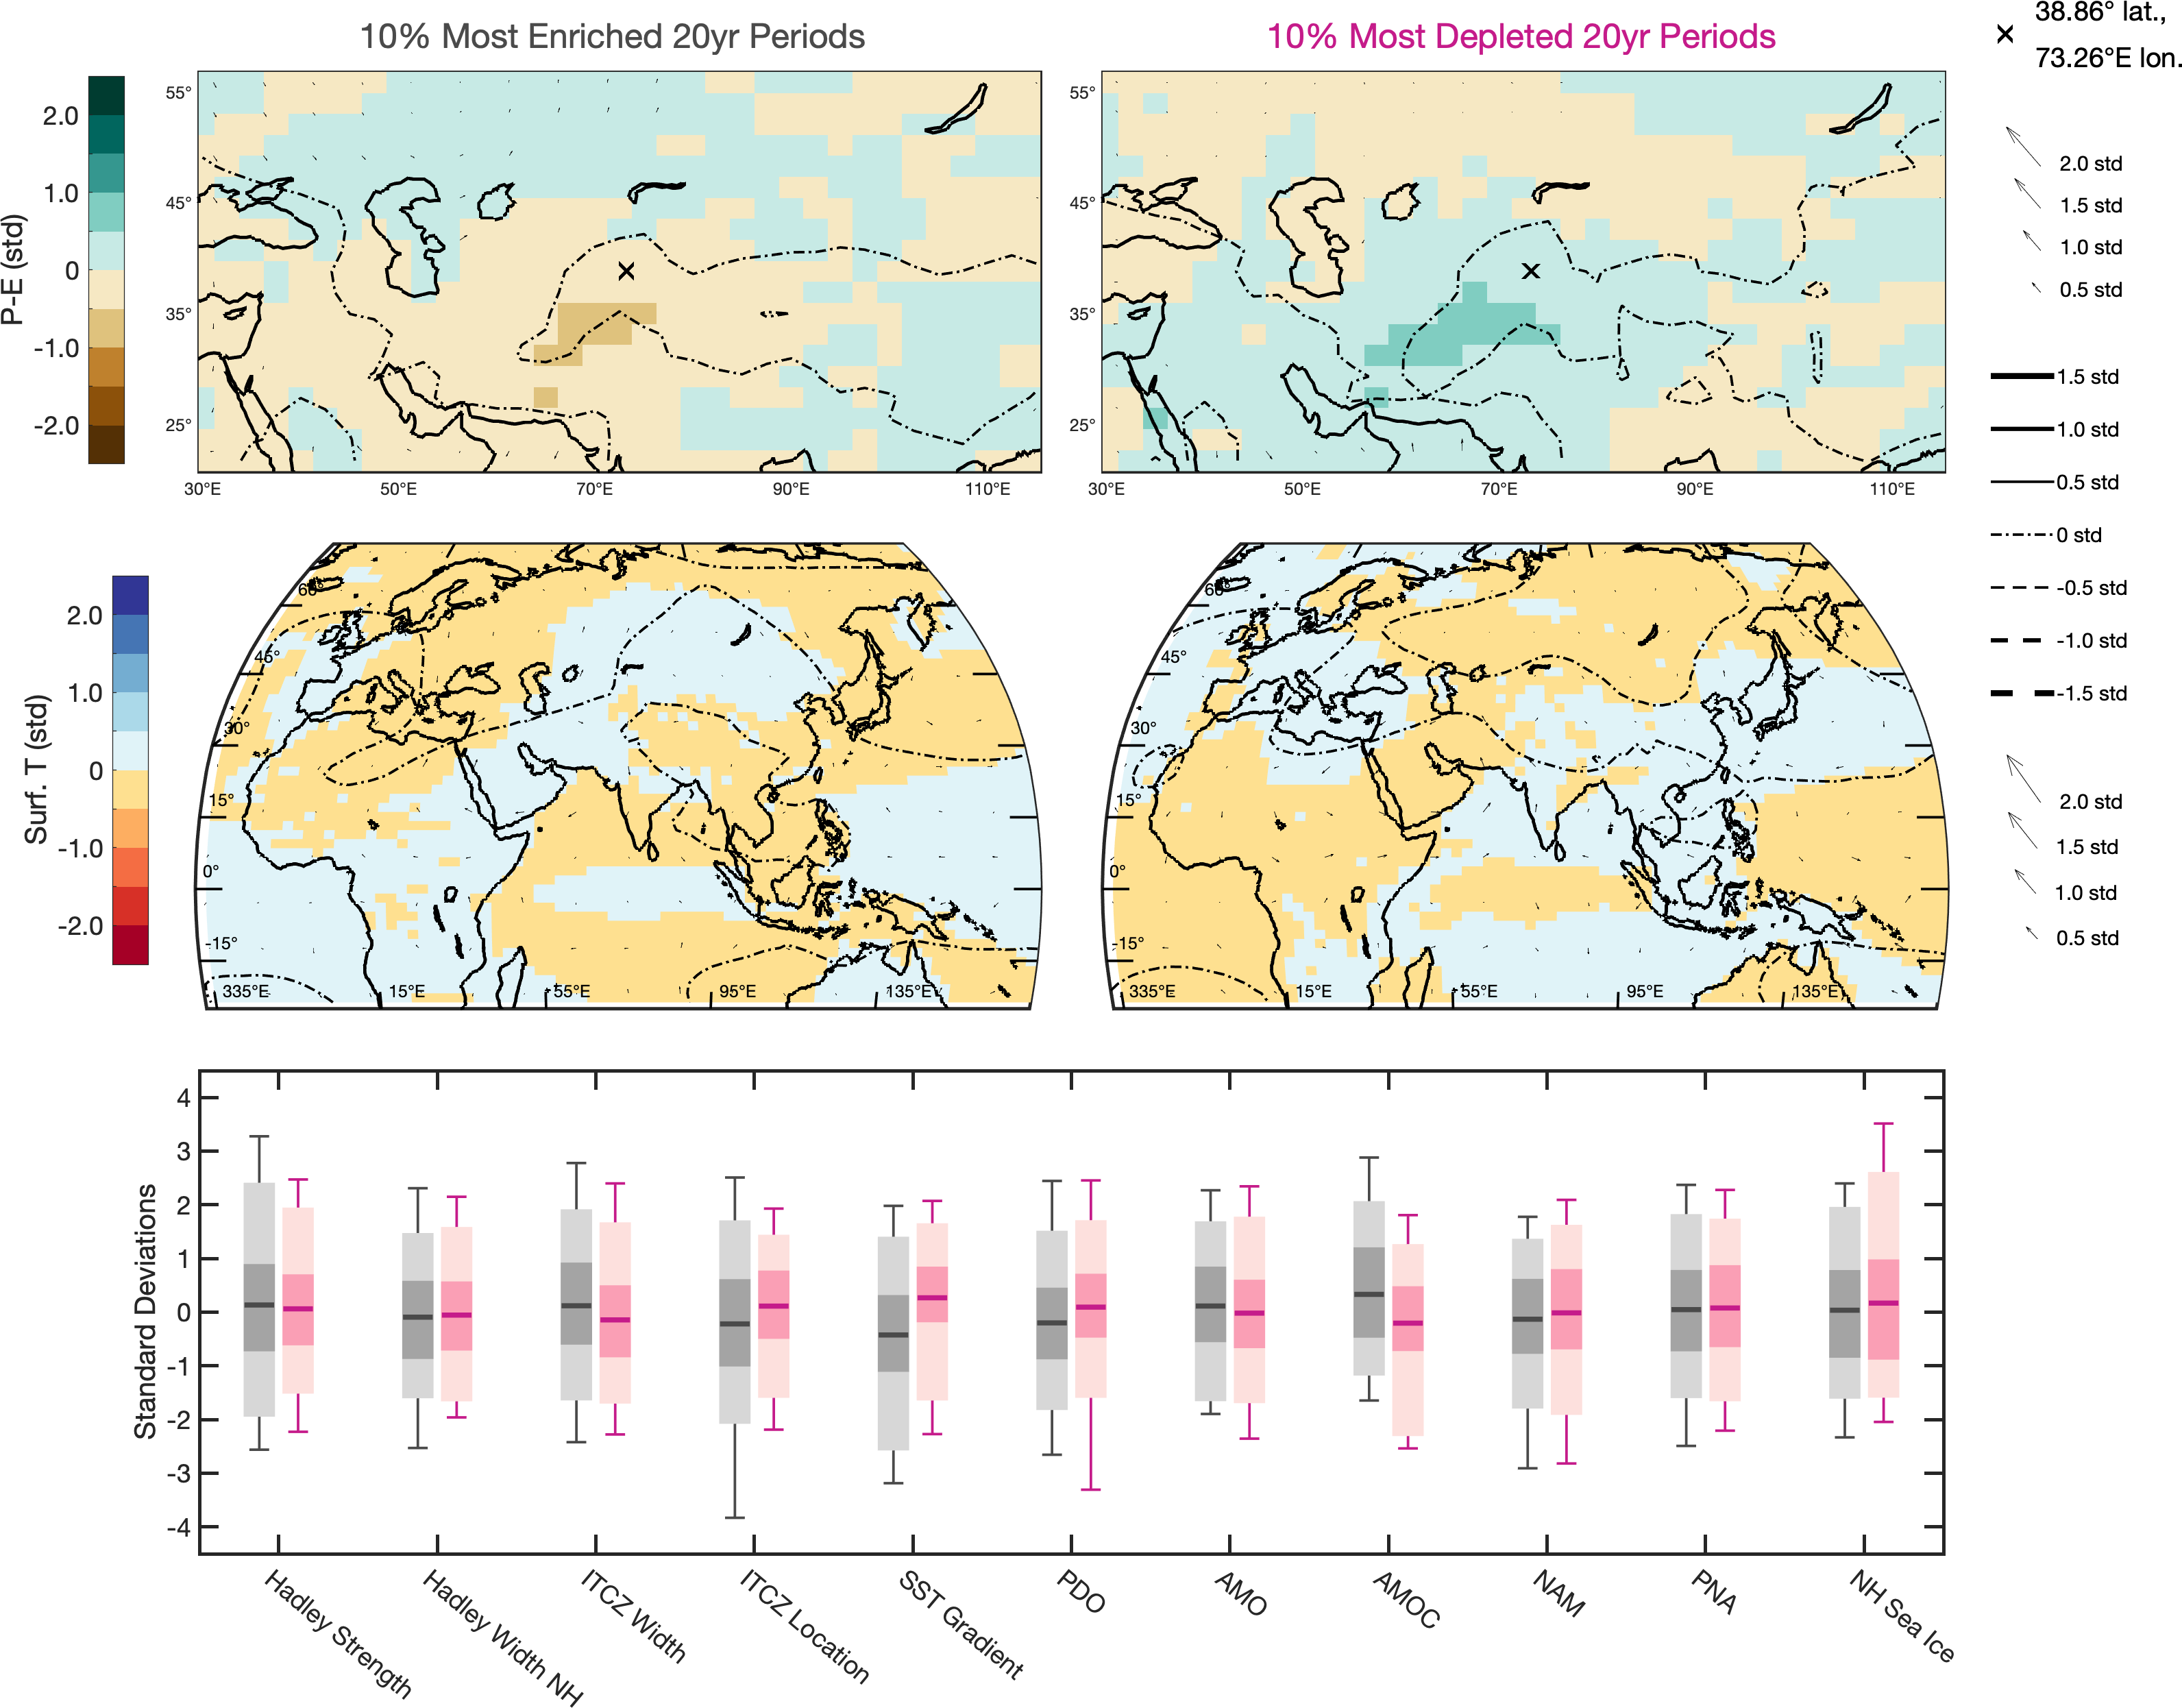 10% Most Enriched 20yr Periods
10% Most Depleted 20yr Periods
38.86° lat.,
73.26°E lon.
P-E (std)
2.0
1.0
0
-1.0
-2.0
55°
45°
35°
25°
30°E 50°E 70°E 90°E 110°E
55°
45°
35°
25°
30°E 50°E 70°E 90°E 110°E
2.0 std
1.5 std
1.0 std
0.5 std
1.5 std
1.0 std
0.5 std
0 std
-0.5 std
-1.0 std
-1.5 std
Surf. T (std)
2.0
1.0
0
-1.0
-2.0
60°
45°
30°
15°
0°
-15°
335°E 15°E 55°E 95°E 135°E
60°
45°
30°
15°
0°
-15°
335°E 15°E 55°E 95°E 135°E
2.0 std
1.5 std
1.0 std
0.5 std
Standard Deviations
4
3
2
1
0
-1
-2
-3
-4
Hadley Strength
Hadley Width NH
ITCZ Width
ITCZ Location
SST Gradient
PDO
AMO
AMOC
NAM
PNA
NH Sea Ice